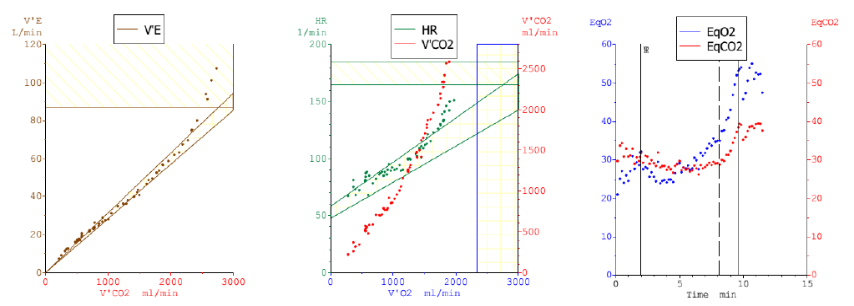 V'E
L/min
V'E
120
100
80
60
40
20
0
0 1000 2000 3000
V'CO2 ml/min
HR
1/min
HR
V'CO2
V'CO2
ml/min
200
150
100
50
0
2500
2000
1500
1000
500
0
0 1000 2000 3000
V'O2 ml/min
EqO2
EqO2
EqCO2
EqCO2
60
50
40
30
20
10
0
60
50
40
30
20
10
0
0 5 10 15
Time min